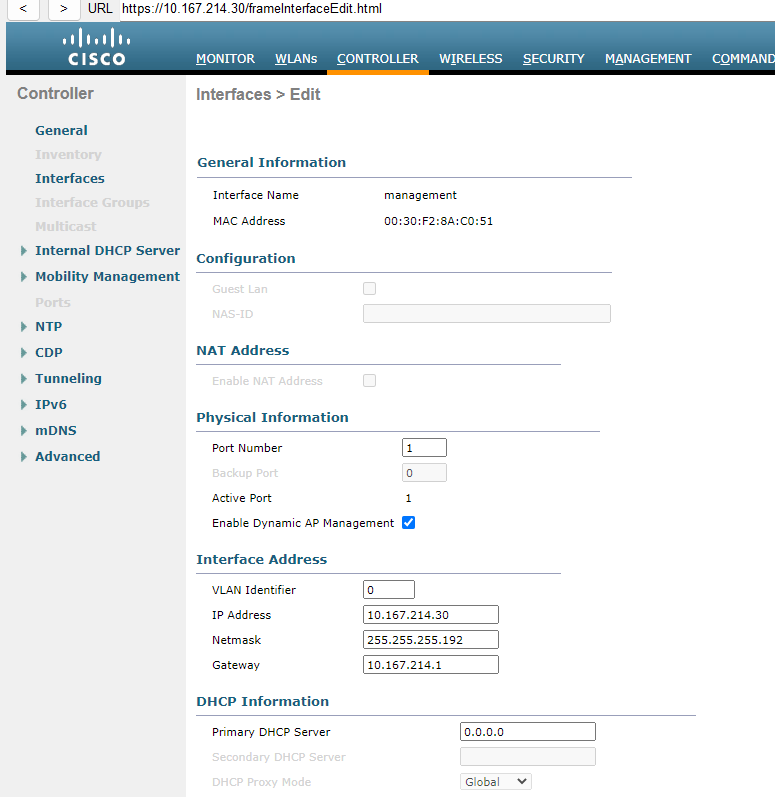 < > URL https://10.167.214.30/frameInterfaceEdit.html
CISCO
MONITOR WLANs CONTROLLER WIRELESS SECURITY MANAGEMENT COMMAND
Controller
General
Inventory
Interfaces
Interface Groups
Multicast
Internal DHCP Server
Mobility Management
Ports
NTP
CDP
Tunneling
IPv6
mDNS
Advanced
Interfaces > Edit
General Information
Interface Name management
MAC Address 00:30:F2:8A:C0:51
Configuration
Guest Lan
NAS-ID
NAT Address
Enable NAT Address
Physical Information
Port Number 1
Backup Port 0
Active Port 1
Enable Dynamic AP Management
Interface Address
VLAN Identifier 0
IP Address 10.167.214.30
Netmask 255.255.255.192
Gateway 10.167.214.1
DHCP Information
Primary DHCP Server 0.0.0.0
Secondary DHCP Server
DHCP Proxy Mode Global